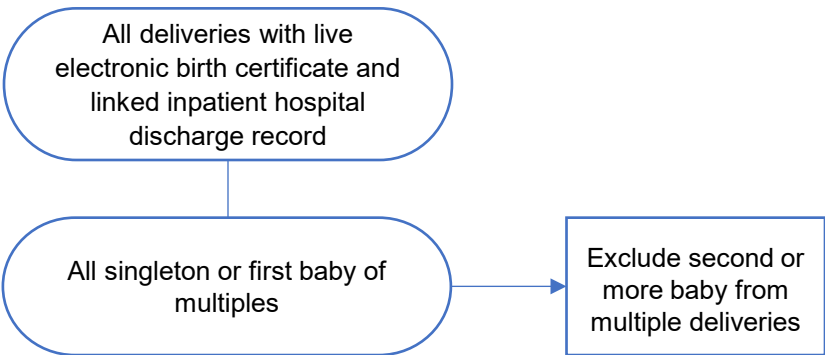 All deliveries with live
electronic birth certificate and
linked inpatient hospital
discharge record
All singleton or first baby of
multiples
Exclude second or
more baby from
multiple deliveries